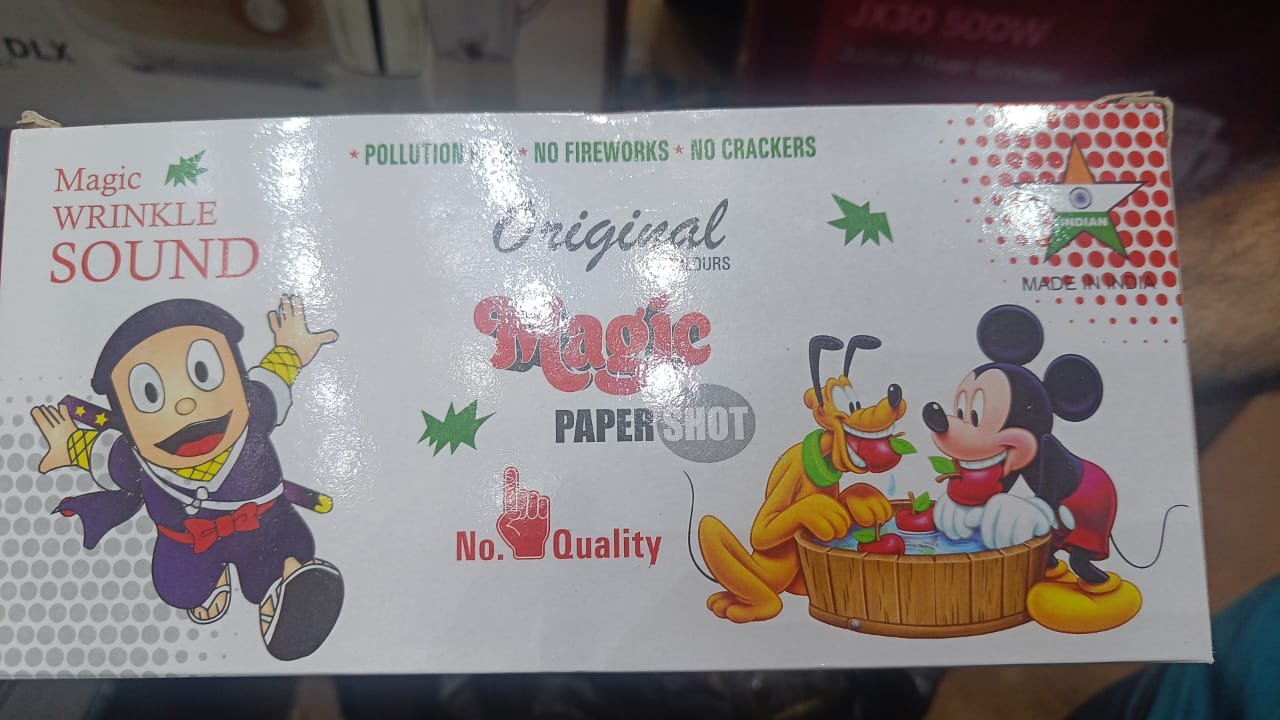 DLX
JX30 500W
POLLUTION
NO FIREWORKS
NO CRACKERS
Magic
WRINKLE
SOUND
Original
Magic
PAPER SHOT
No. Quality
INDIAN
MADE IN INDIA